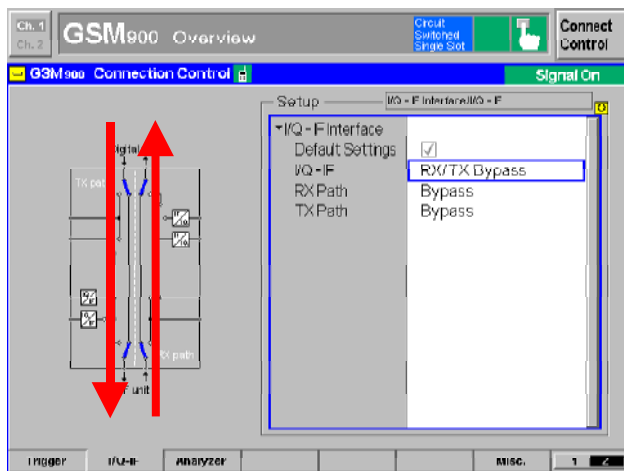 Ch. 1
Ch. 2
GSM900 Overview
Circuit
Switched
Single Slot
Connect
Control
GSM900 Connection Control
Signal On
Setup
I/Q - IF Interface/I/Q - IF
I/Q - IF Interface
Default Settings
I/Q - IF
RX/TX Bypass
RX Path
Bypass
TX Path
Bypass
Digital
TX path
RX path
unit
Trigger
I/Q-IF
Analyzer
Misc.
1
2